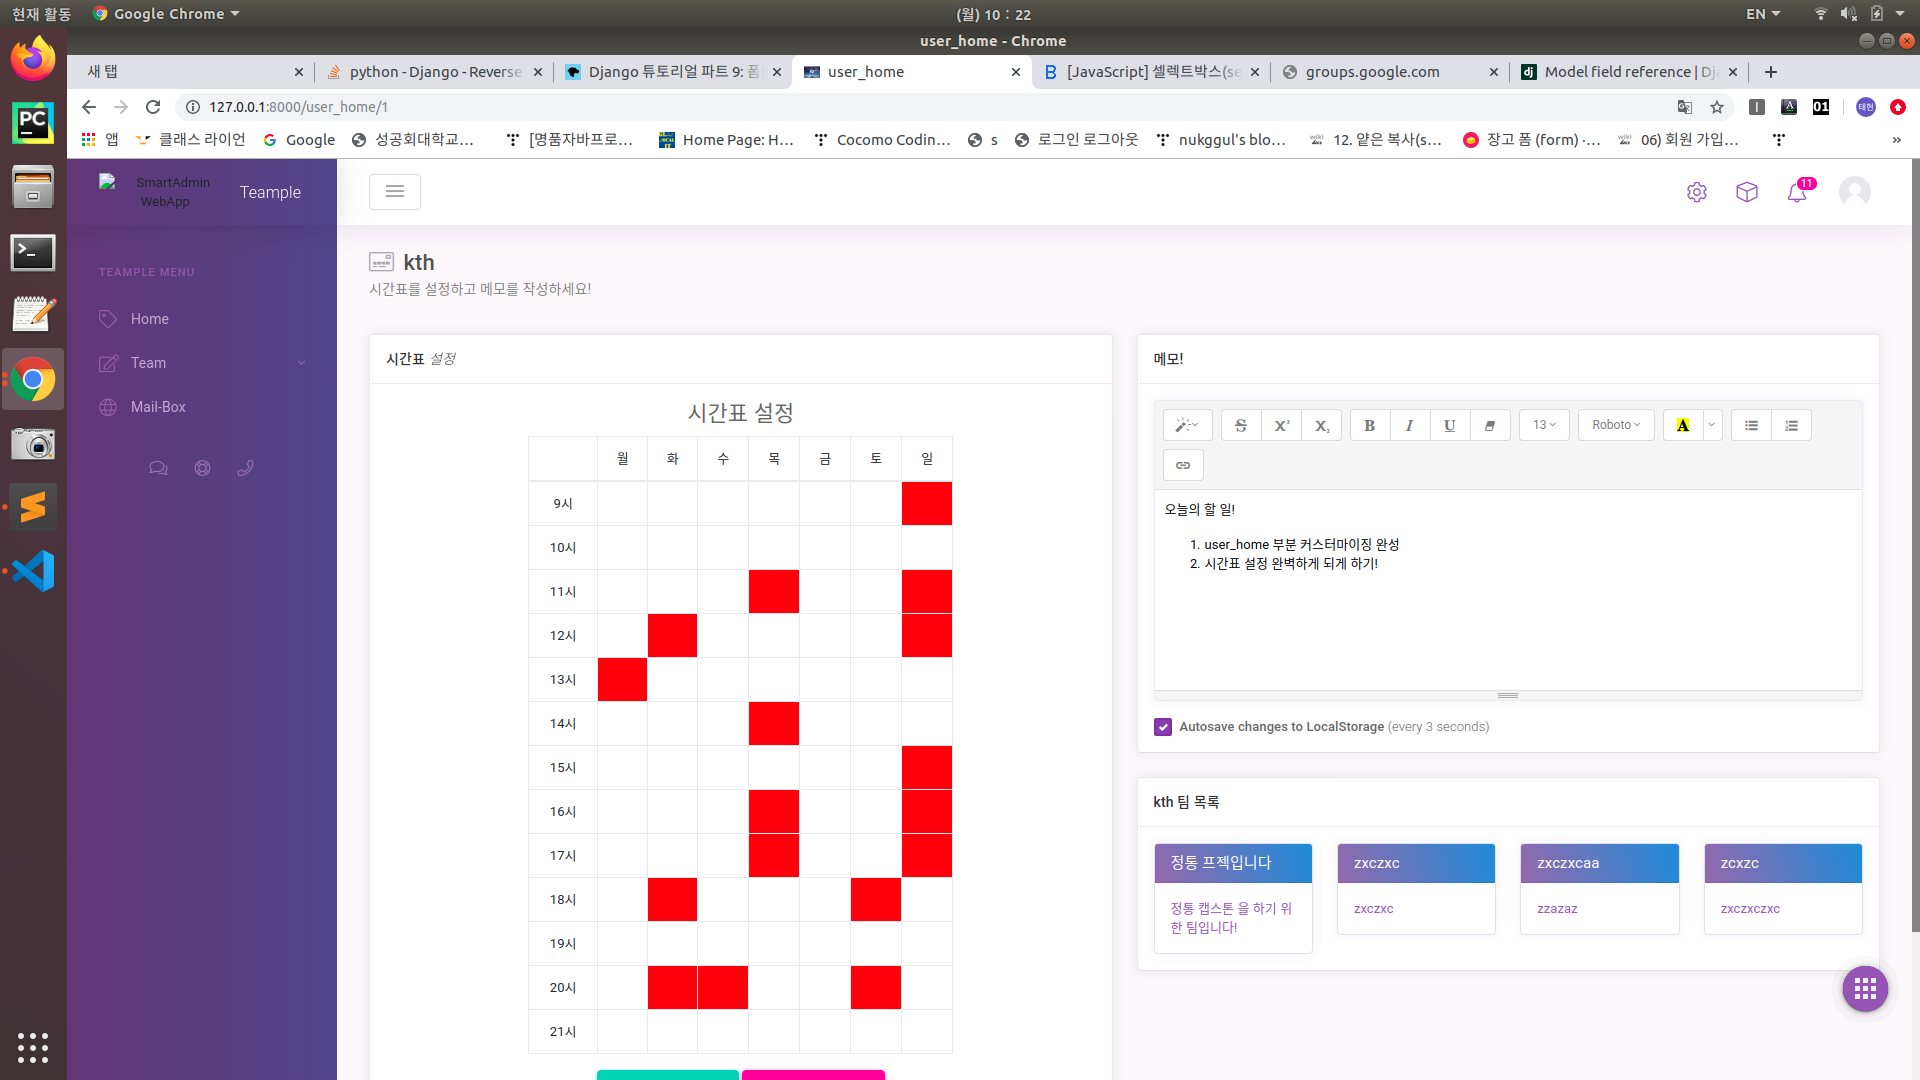 현재 활동
Google Chrome
(월) 10 : 22
EN
user_home - Chrome
새 탭
python - Django - Reverse
Django 튜토리얼 파트 9: 폼
user_home
[JavaScript] 셀렉트박스(se
groups.google.com
Model field reference | Dja
127.0.0.1:8000/user_home/1
태현
01
앱
클래스 라이언
Google
성공회대학교...
[명품자바프로...
Home Page: H...
Cocomo Codin...
s
로그인 로그아웃
nukggul's blo...
12. 얕은 복사(s...
장고 폼 (form) ·...
06) 회원 가입...
»
SmartAdmin
WebApp
Teample
11
TEAMPLE MENU
Home
Team
Mail-Box
kth
시간표를 설정하고 메모를 작성하세요!
시간표 설정
시간표 설정
월 화 수 목 금 토 일
9시
10시
11시
12시
13시
14시
15시
16시
17시
18시
19시
20시
21시
메모!
S X² X₂ B I U 13 Roboto A
오늘의 할 일!
1. user_home 부분 커스터마이징 완성
2. 시간표 설정 완벽하게 되게 하기!
Autosave changes to LocalStorage (every 3 seconds)
kth 팀 목록
정통 프젝입니다
정통 캡스톤 을 하기 위
한 팀입니다!
zxczxc
zxczxc
zxczxcaa
zzazaz
zcxzc
zxczxczxc